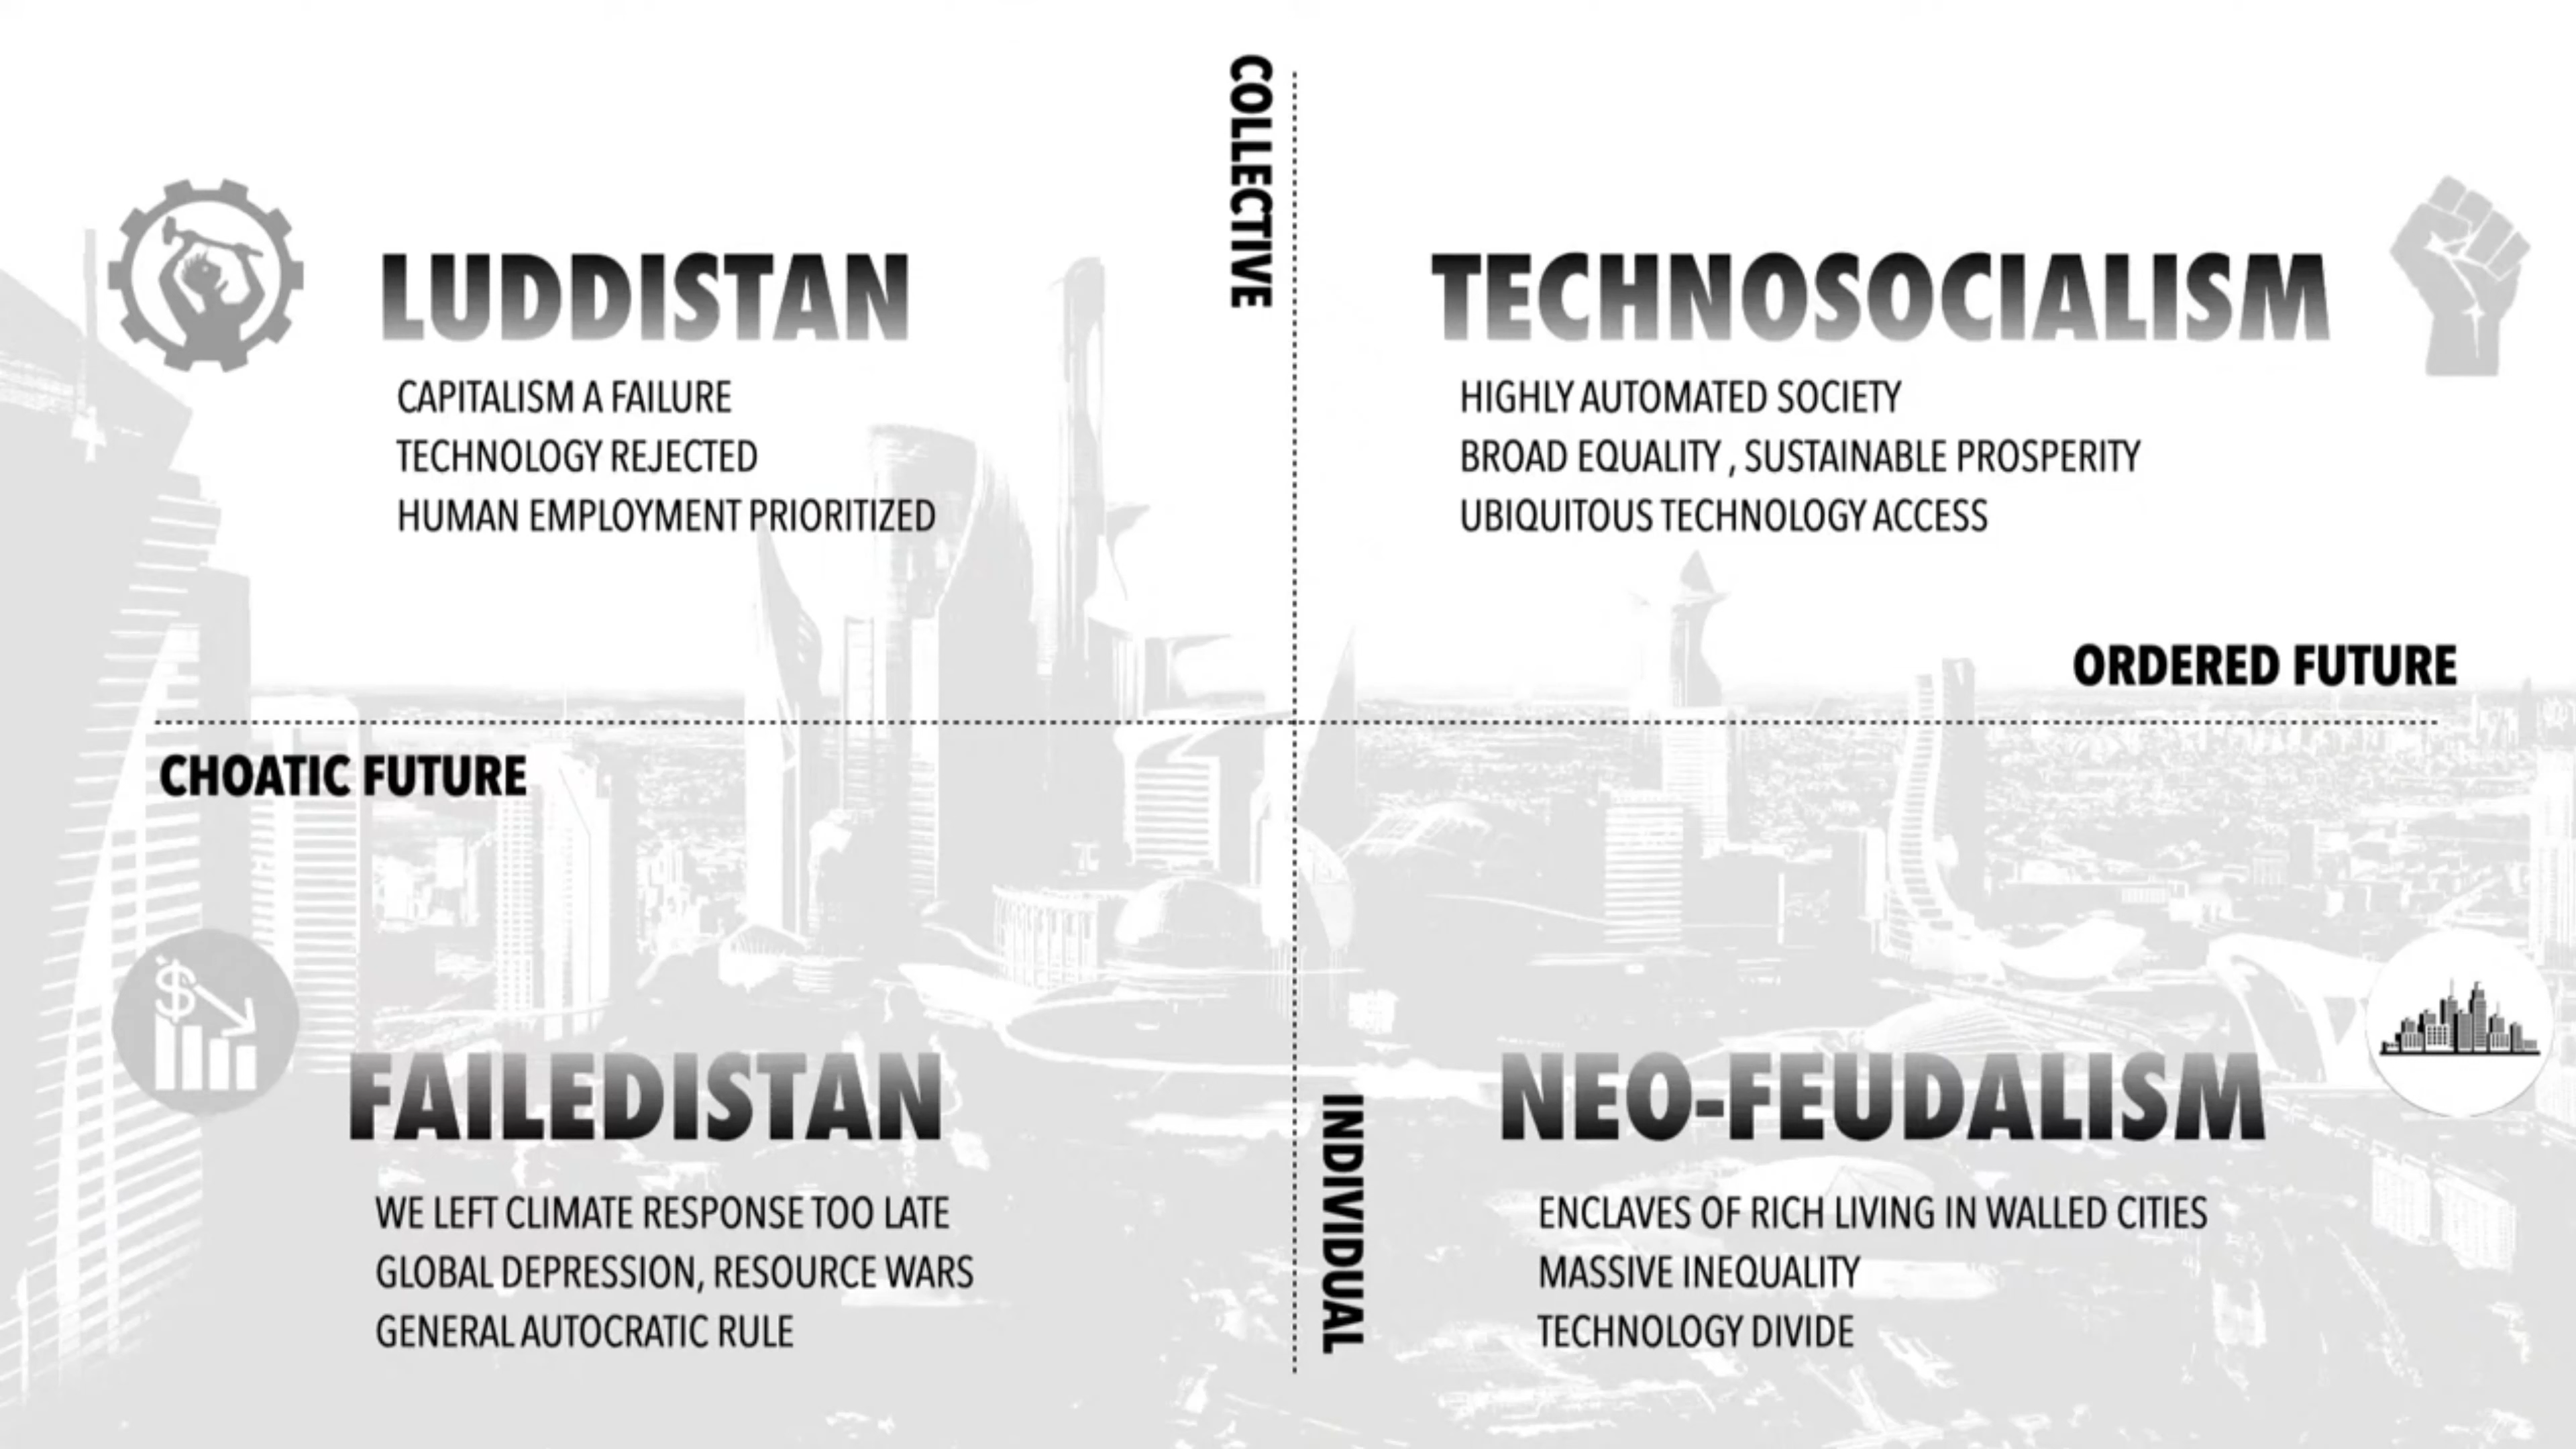 COLLECTIVE
LUDDISTAN
CAPITALISM A FAILURE
TECHNOLOGY REJECTED
HUMAN EMPLOYMENT PRIORITIZED
TECHNOSOCIALISM
HIGHLY AUTOMATED SOCIETY
BROAD EQUALITY , SUSTAINABLE PROSPERITY
UBIQUITOUS TECHNOLOGY ACCESS
ORDERED FUTURE
CHOATIC FUTURE
$
FAILEDISTAN
WE LEFT CLIMATE RESPONSE TOO LATE
GLOBAL DEPRESSION, RESOURCE WARS
GENERAL AUTOCRATIC RULE
INDIVIDUAL
NEO-FEUDALISM
ENCLAVES OF RICH LIVING IN WALLED CITIES
MASSIVE INEQUALITY
TECHNOLOGY DIVIDE